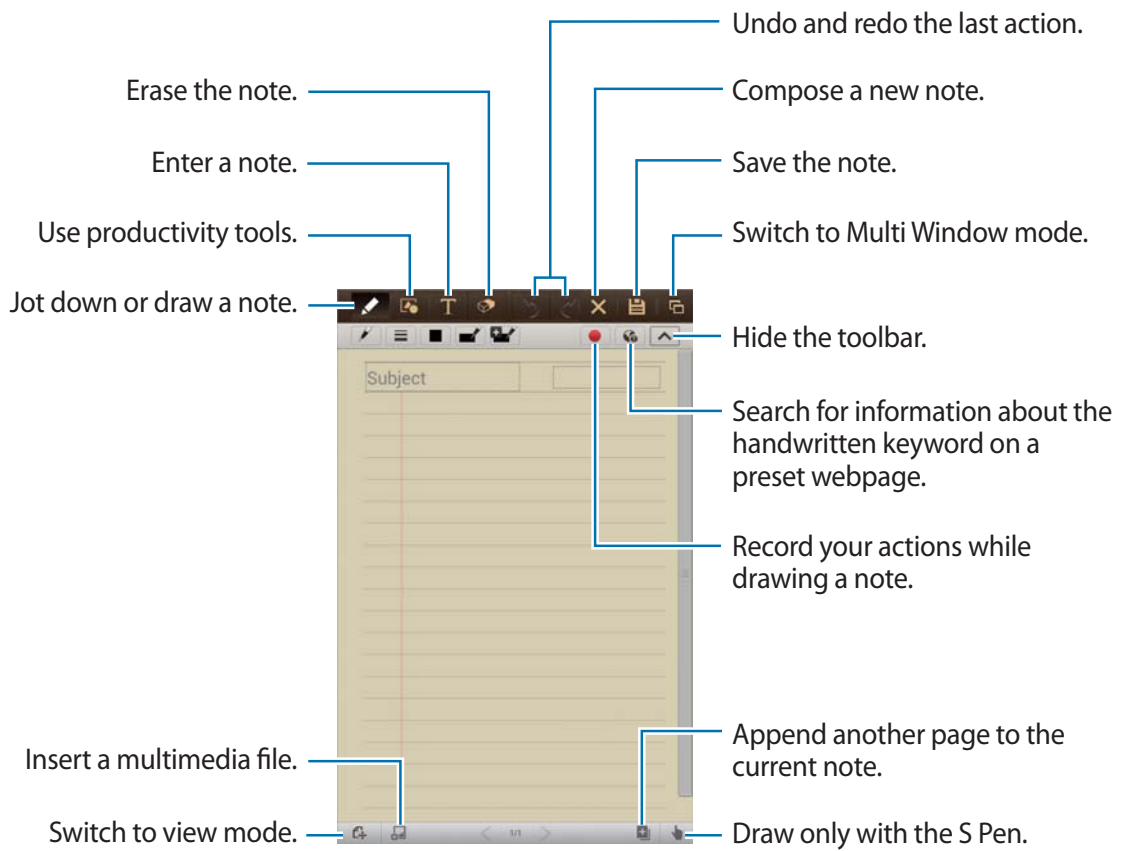 Undo and redo the last action.
Erase the note.
Compose a new note.
Enter a note.
Save the note.
Use productivity tools.
Switch to Multi Window mode.
Jot down or draw a note.
T
Hide the toolbar.
Subject
Search for information about the
handwritten keyword on a
preset webpage.
Record your actions while
drawing a note.
Append another page to the
current note.
Insert a multimedia file.
Switch to view mode.
1/1
Draw only with the S Pen.